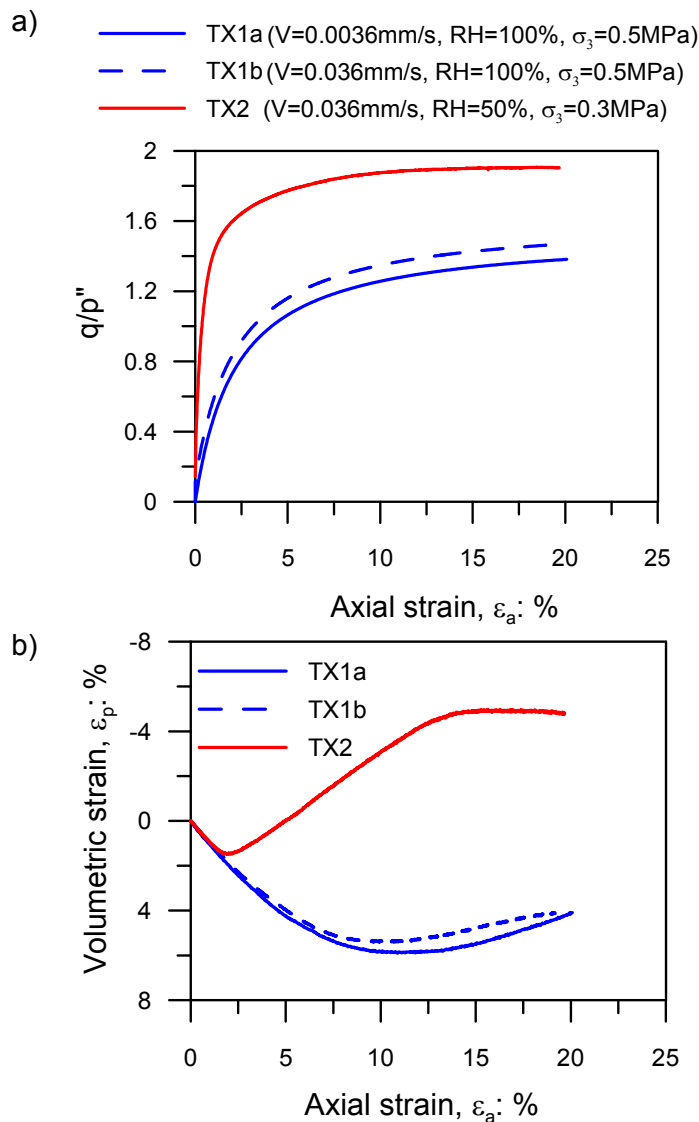 a)
TX1a (V=0.0036mm/s, RH=100%, σ3=0.5MPa)
TX1b (V=0.036mm/s, RH=100%, σ3=0.5MPa)
TX2 (V=0.036mm/s, RH=50%, σ3=0.3MPa)
2
1.6
1.2
0.8
0.4
0
q/p"
0 5 10 15 20 25
Axial strain, εa: %
b)
-8
-4
0
4
8
Volumetric strain, εp: %
TX1a
TX1b
TX2
0 5 10 15 20 25
Axial strain, εa: %